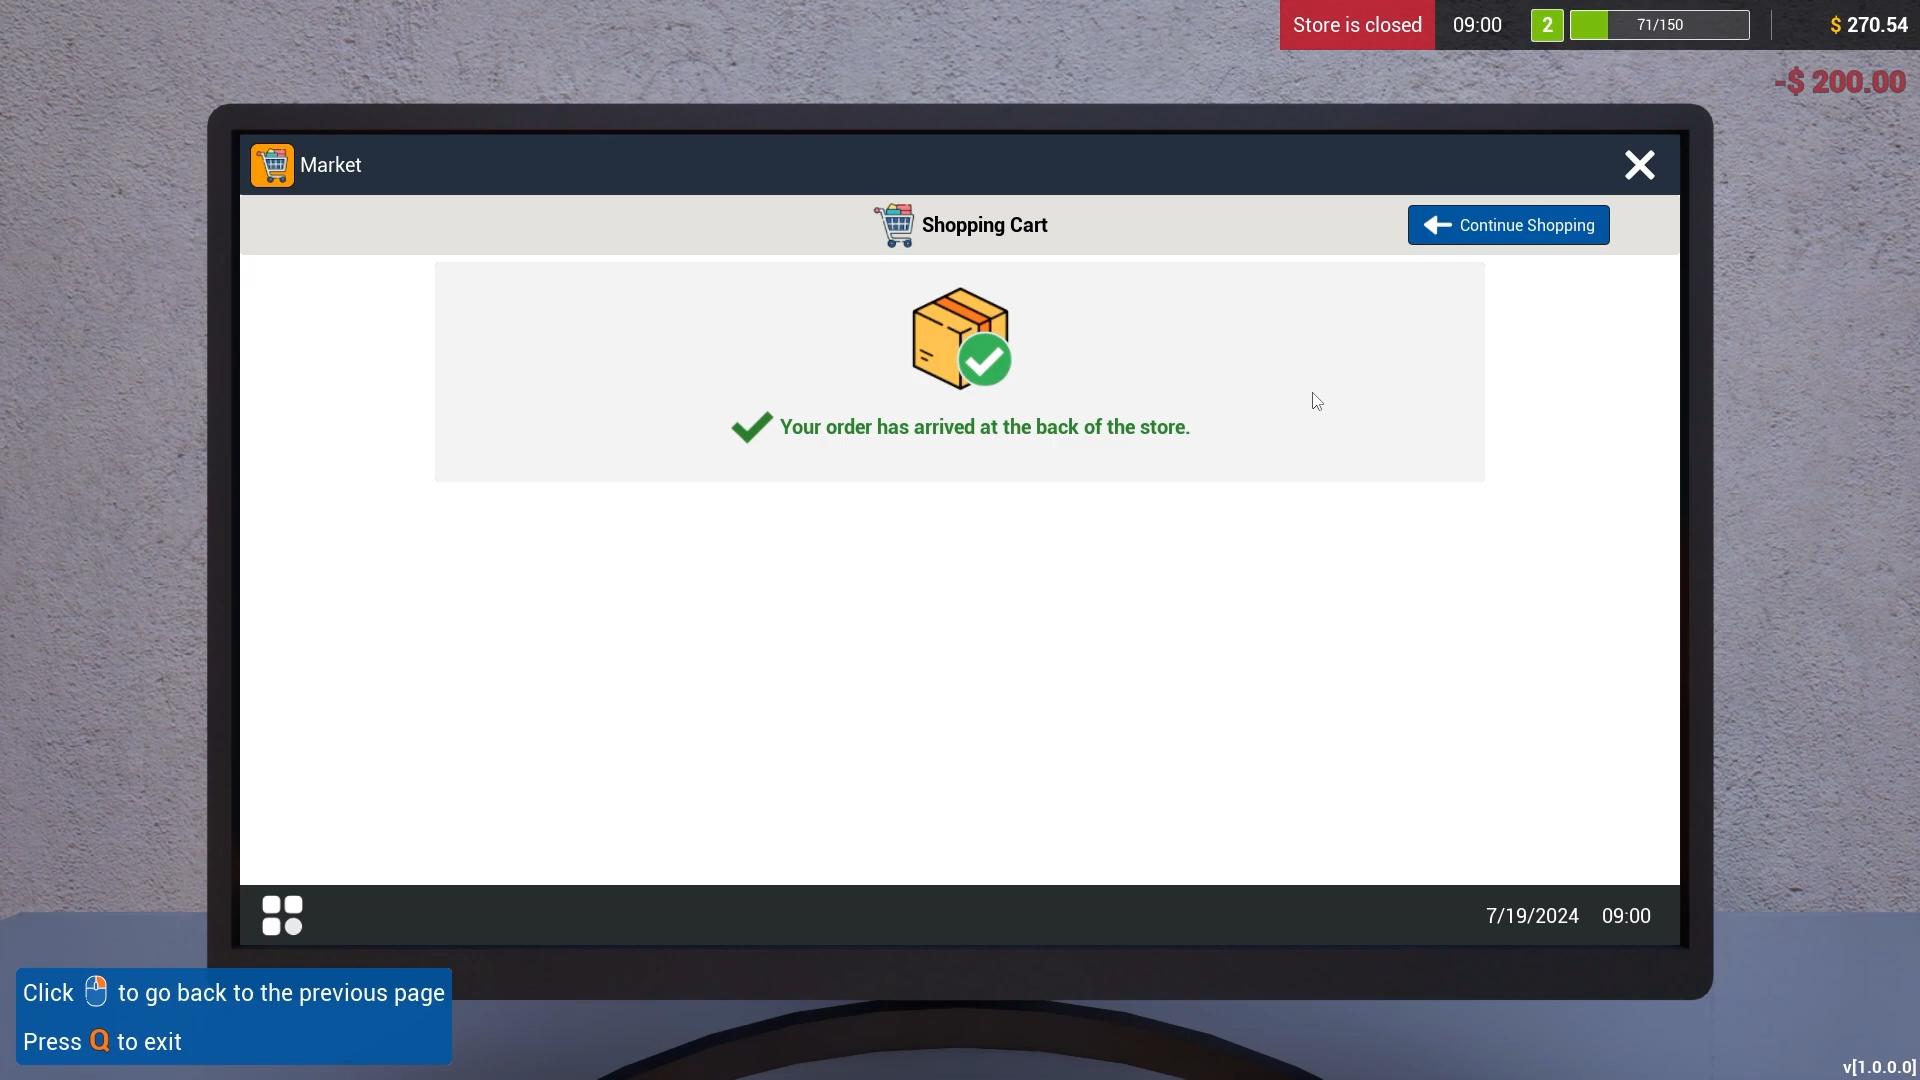 Store is closed 09:00 2 71/150 $ 270.54
-$ 200.00
Market
Shopping Cart
Continue Shopping
Your order has arrived at the back of the store.
7/19/2024 09:00
Click to go back to the previous page
Press Q to exit
v[1.0.0.0]